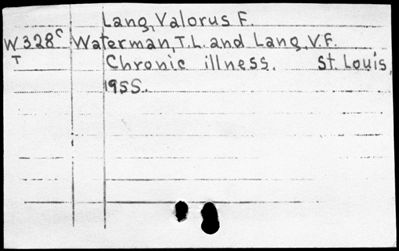 Lang, Valorus F.
W328c Waterman, T.L. and Lang, V.F.
T Chronic illness. St. Louis,
1955.